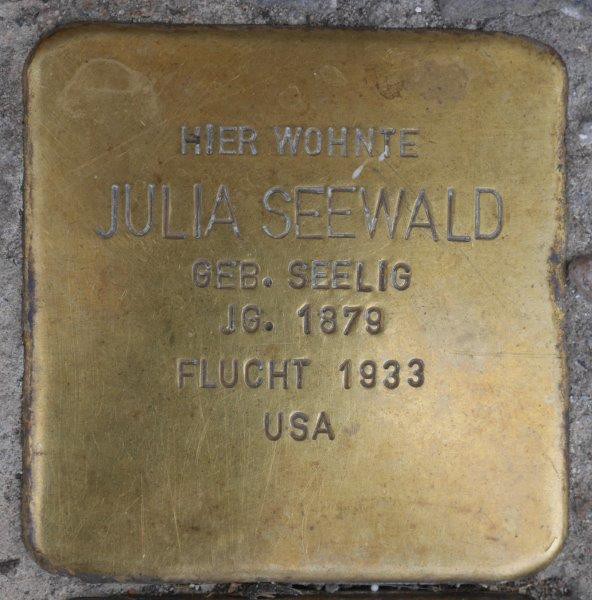 HIER WOHNTE
JULIA SEEWALD
GEB. SEELIG
JG. 1879
FLUCHT 1933
USA